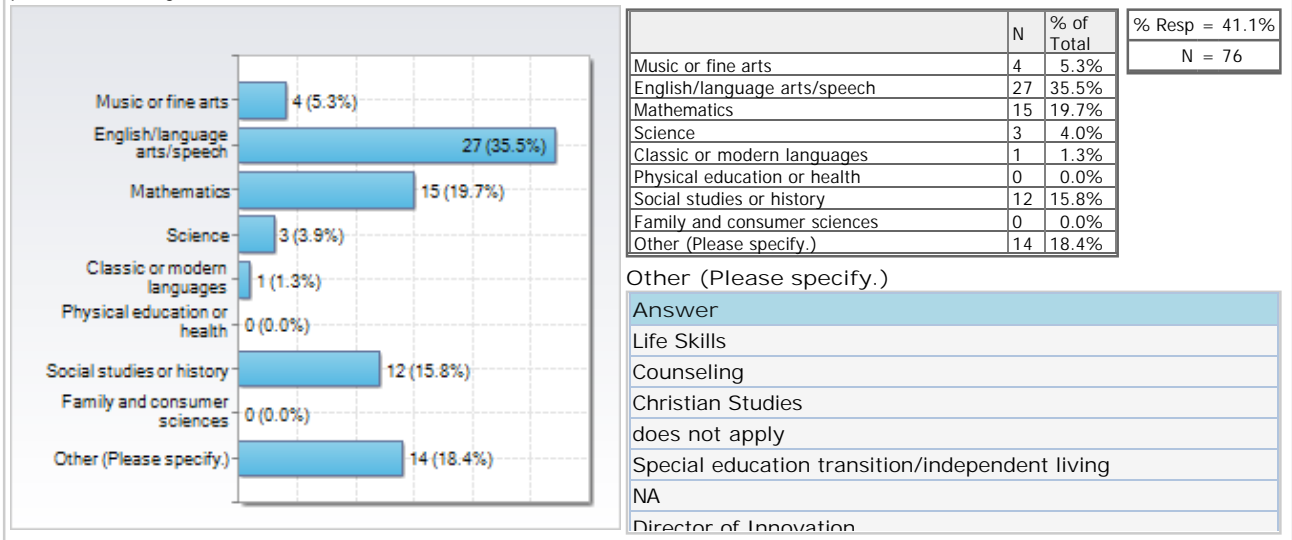 Music or fine arts 4 (5.3%)
English/language
arts/speech 27 (35.5%)
Mathematics 15 (19.7%)
Science 3 (3.9%)
Classic or modern
languages 1 (1.3%)
Physical education or
health 0 (0.0%)
Social studies or history 12 (15.8%)
Family and consumer
sciences 0 (0.0%)
Other (Please specify.) 14 (18.4%)
N % of
Total
Music or fine arts 4 5.3%
English/language arts/speech 27 35.5%
Mathematics 15 19.7%
Science 3 4.0%
Classic or modern languages 1 1.3%
Physical education or health 0 0.0%
Social studies or history 12 15.8%
Family and consumer sciences 0 0.0%
Other (Please specify.) 14 18.4%
% Resp = 41.1%
N = 76
Other (Please specify.)
Answer
Life Skills
Counseling
Christian Studies
does not apply
Special education transition/independent living
NA
Director of Innovation